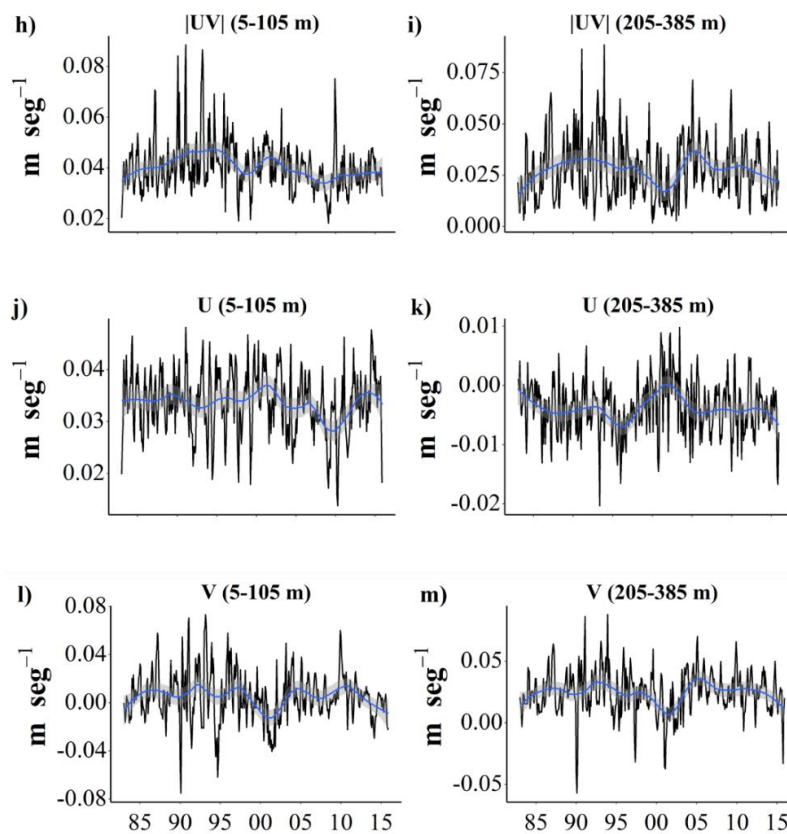 h) |UV| (5-105 m)
i) |UV| (205-385 m)
m seg⁻¹
0.08
0.06
0.04
0.02
m seg⁻¹
0.075
0.050
0.025
0.000
j) U (5-105 m)
k) U (205-385 m)
m seg⁻¹
0.04
0.03
0.02
m seg⁻¹
0.01
0.00
-0.01
-0.02
l) V (5-105 m)
m) V (205-385 m)
m seg⁻¹
0.08
0.04
0.00
-0.04
-0.08
m seg⁻¹
0.05
0.00
-0.05
85 90 95 00 05 10 15
85 90 95 00 05 10 15